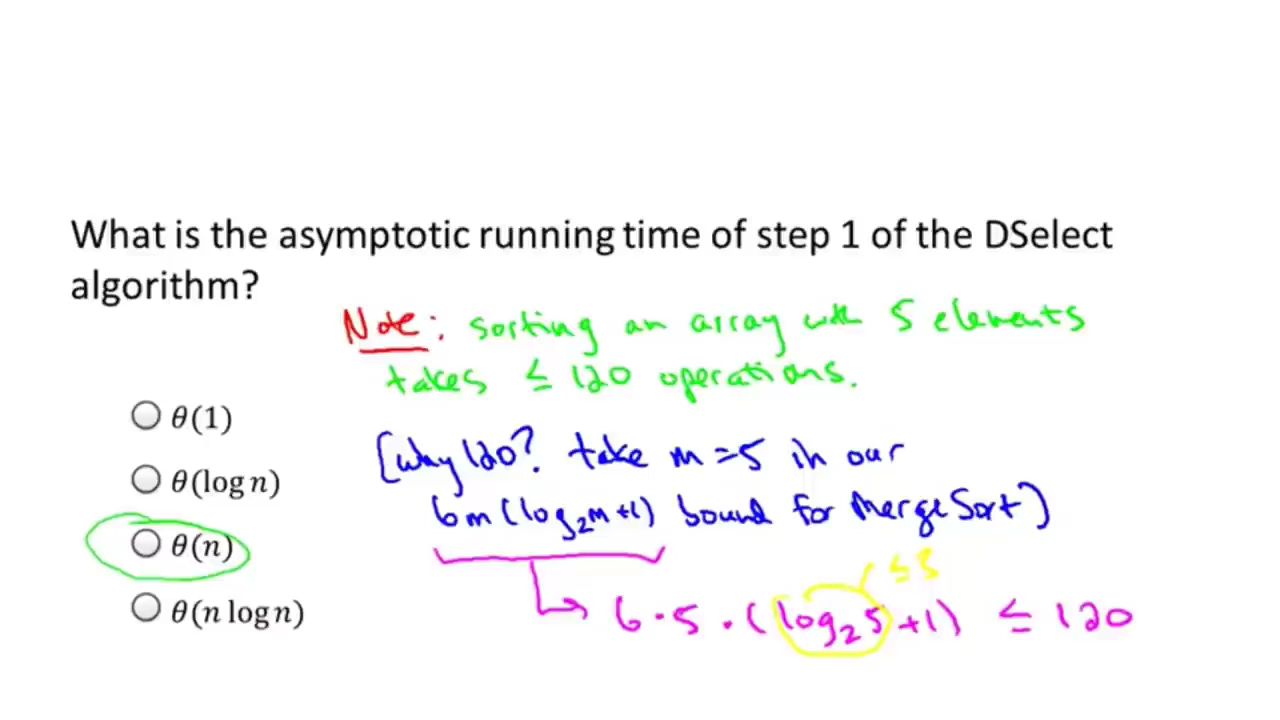 What is the asymptotic running time of step 1 of the DSelect
algorithm?
Note: sorting an array with 5 elements
takes ≤ 120 operations.
θ(1)
[Why 120? take m=5 in our
θ(log n)
6m(log₂m+1) bound for MergeSort]
θ(n)
≤3
θ(n log n)
6·5·(log₂5+1) ≤ 120